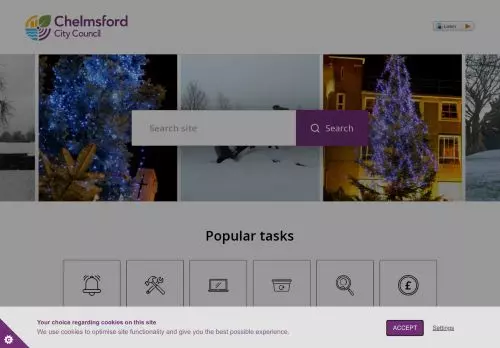 Chelmsford
City Council
Listen
Search site
Search
Popular tasks
£
Your choice regarding cookies on this site
We use cookies to optimise site functionality and give you the best possible experience.
ACCEPT
Settings